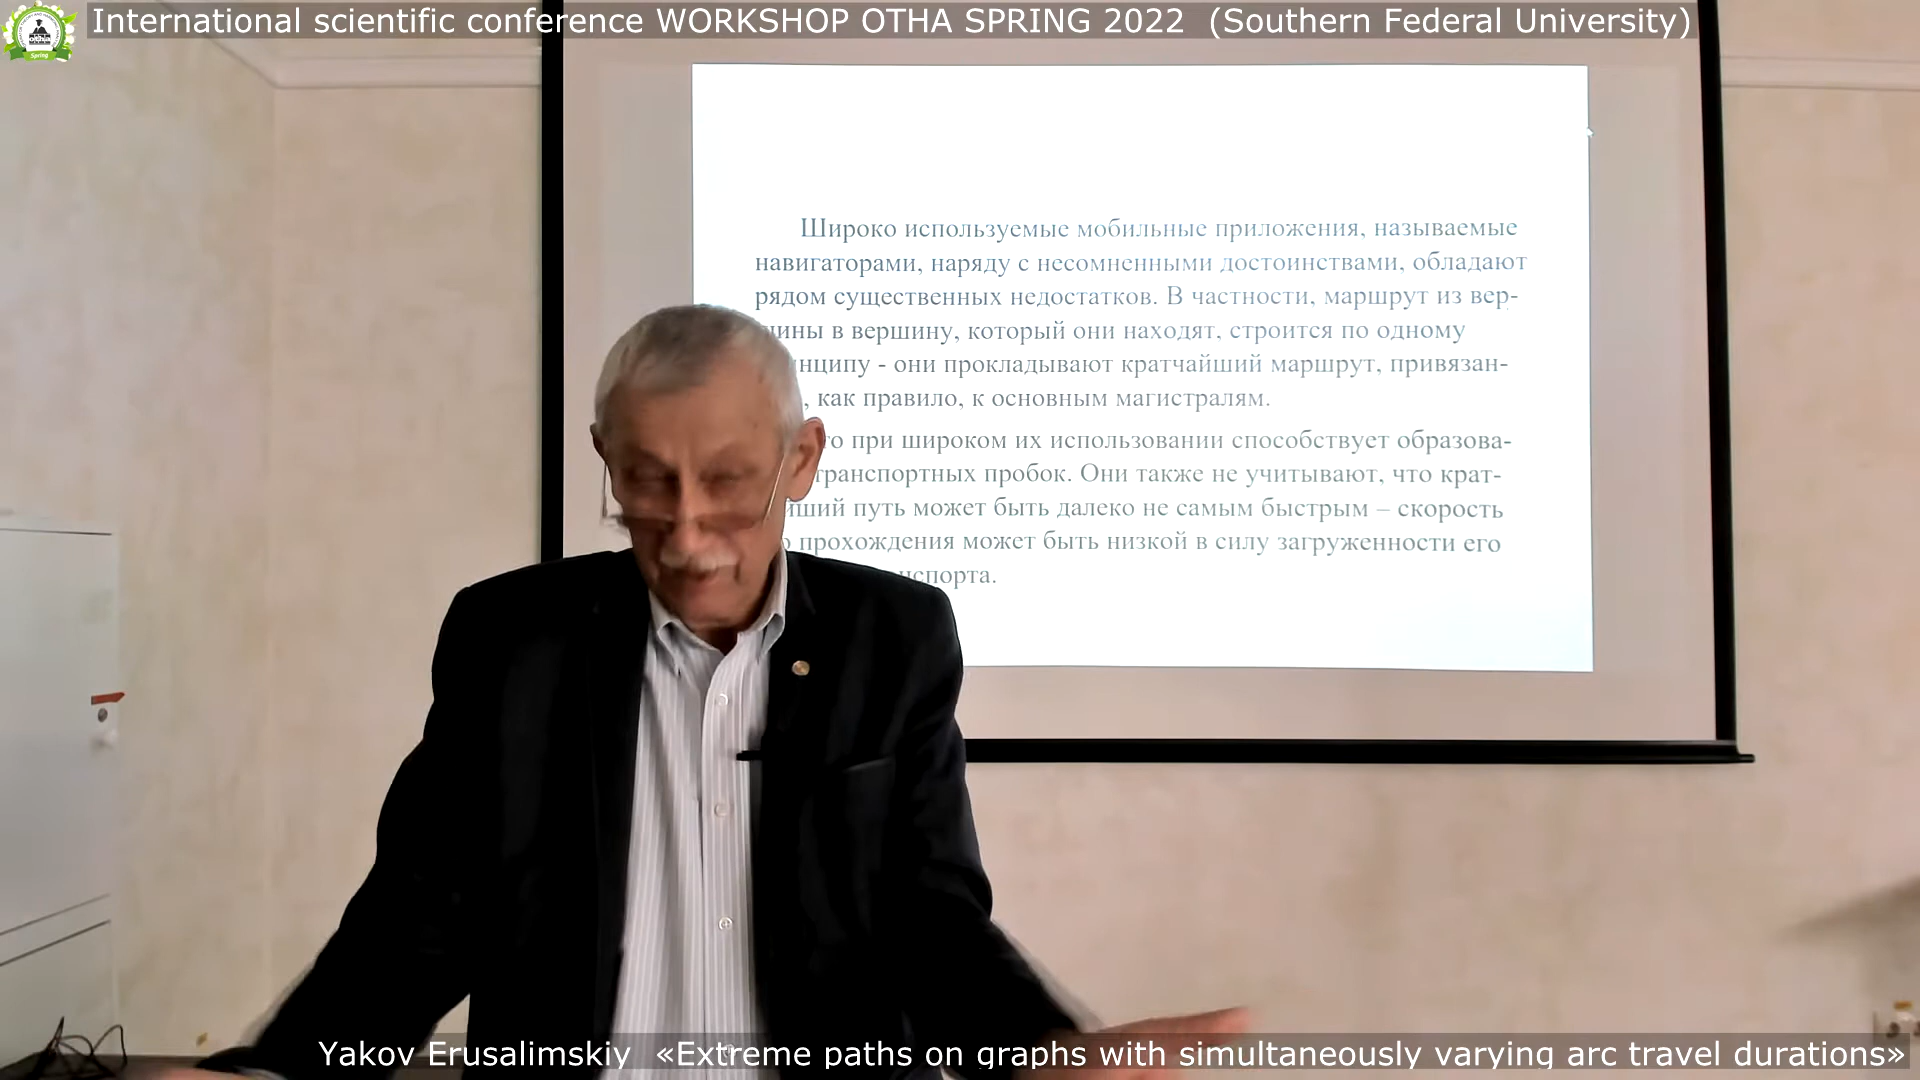 International scientific conference WORKSHOP OTHA SPRING 2022 (Southern Federal University)
Spring
Широко используемые мобильные приложения, называемые
навигаторами, наряду с несомненными достоинствами, обладают
рядом существенных недостатков. В частности, маршрут из вер-
шины в вершину, который они находят, строится по одному
нципу - они прокладывают кратчайший маршрут, привязан-
, как правило, к основным магистралям.
то при широком их использовании способствует образова-
транспортных пробок. Они также не учитывают, что крат-
йший путь может быть далеко не самым быстрым – скорость
о прохождения может быть низкой в силу загруженности его
нспорта.
Yakov Erusalimskiy «Extreme paths on graphs with simultaneously varying arc travel durations»